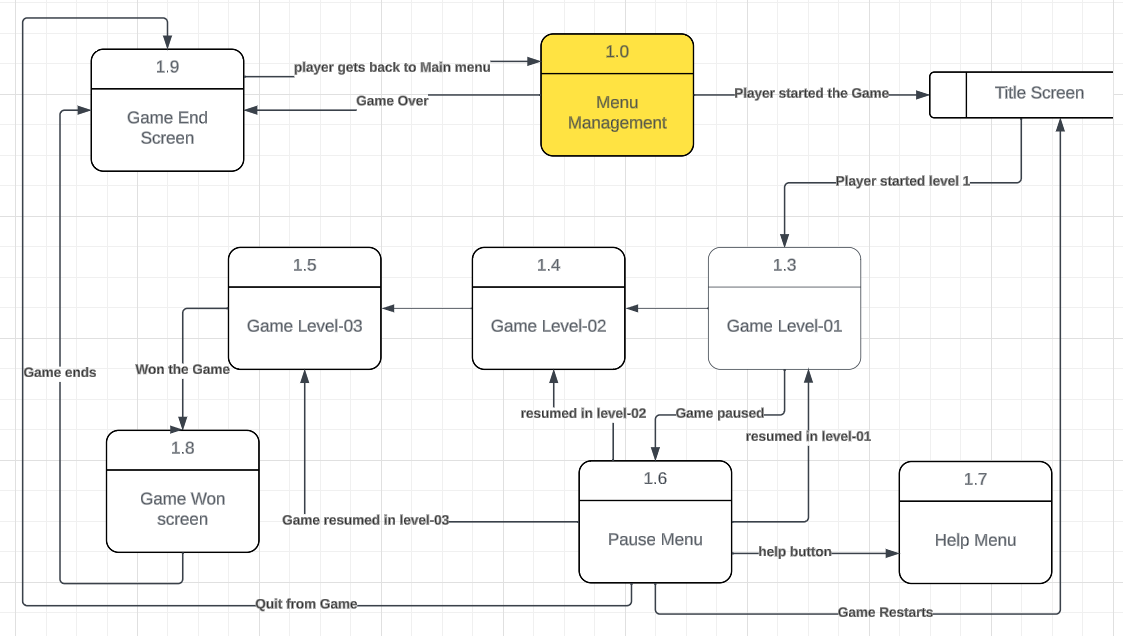 1.9
Game End
Screen
player gets back to Main menu
Game Over
1.0
Menu
Management
Player started the Game
Title Screen
Player started level 1
1.5
Game Level-03
1.4
Game Level-02
1.3
Game Level-01
Game ends
Won the Game
resumed in level-02
Game paused
resumed in level-01
1.8
Game Won
screen
Game resumed in level-03
1.6
Pause Menu
help button
1.7
Help Menu
Quit from Game
Game Restarts